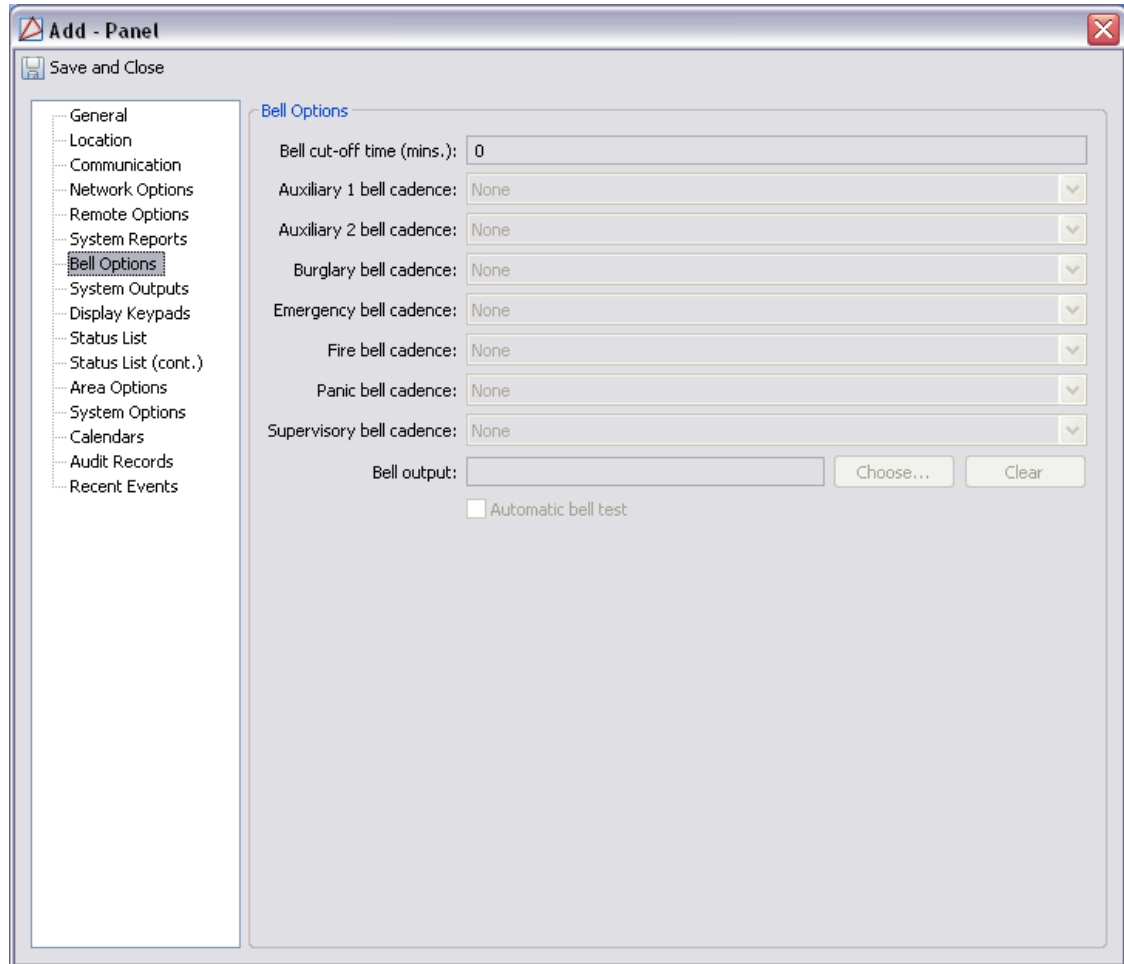 Add - Panel
Save and Close
General
Location
Communication
Network Options
Remote Options
System Reports
Bell Options
System Outputs
Display Keypads
Status List
Status List (cont.)
Area Options
System Options
Calendars
Audit Records
Recent Events
Bell Options
Bell cut-off time (mins.): 0
Auxiliary 1 bell cadence: None
Auxiliary 2 bell cadence: None
Burglary bell cadence: None
Emergency bell cadence: None
Fire bell cadence: None
Panic bell cadence: None
Supervisory bell cadence: None
Bell output: Choose... Clear
Automatic bell test